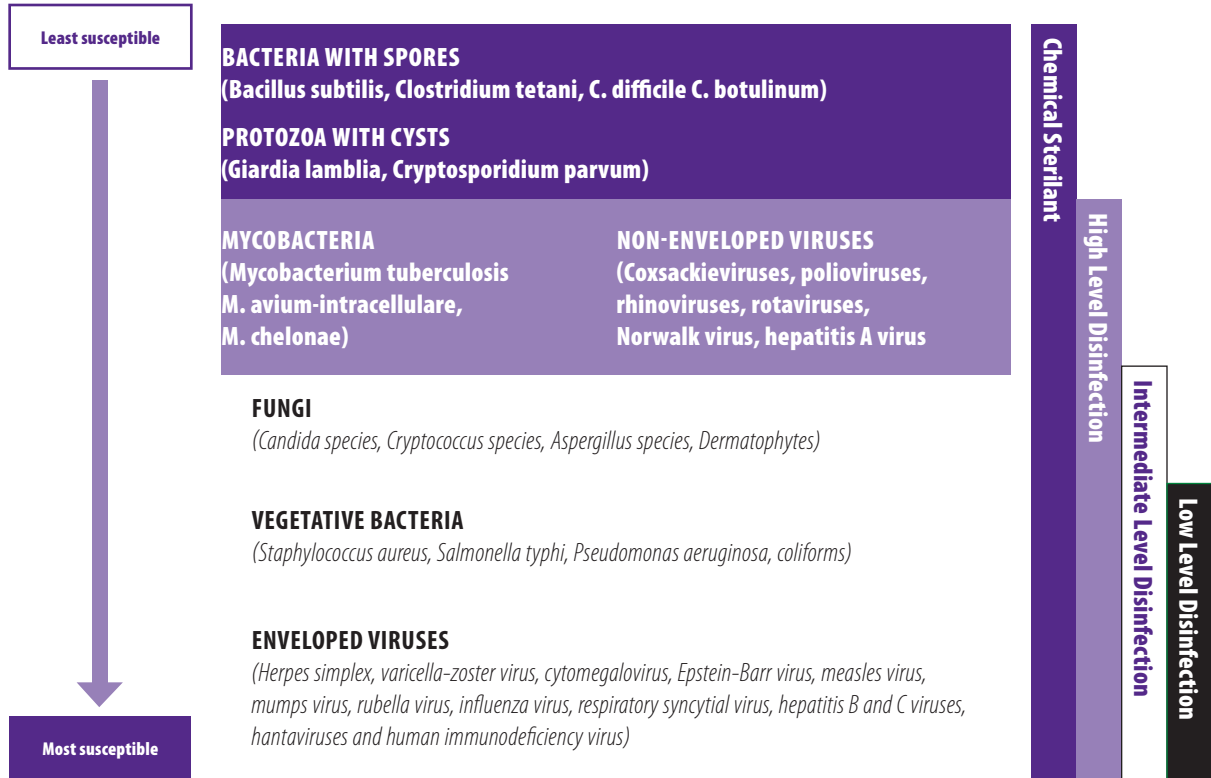 Least susceptible
BACTERIA WITH SPORES
(Bacillus subtilis, Clostridium tetani, C. difficile C. botulinum)
PROTOZOA WITH CYSTS
(Giardia lamblia, Cryptosporidium parvum)
MYCOBACTERIA
(Mycobacterium tuberculosis
M. avium-intracellulare,
M. chelonae)
NON-ENVELOPED VIRUSES
(Coxsackieviruses, polioviruses,
rhinoviruses, rotaviruses,
Norwalk virus, hepatitis A virus
FUNGI
(Candida species, Cryptococcus species, Aspergillus species, Dermatophytes)
VEGETATIVE BACTERIA
(Staphylococcus aureus, Salmonella typhi, Pseudomonas aeruginosa, coliforms)
ENVELOPED VIRUSES
(Herpes simplex, varicella-zoster virus, cytomegalovirus, Epstein-Barr virus, measles virus,
mumps virus, rubella virus, influenza virus, respiratory syncytial virus, hepatitis B and C viruses,
hantaviruses and human immunodeficiency virus)
Most susceptible
Chemical Sterilant
High Level Disinfection
Intermediate Level Disinfection
Low Level Disinfection